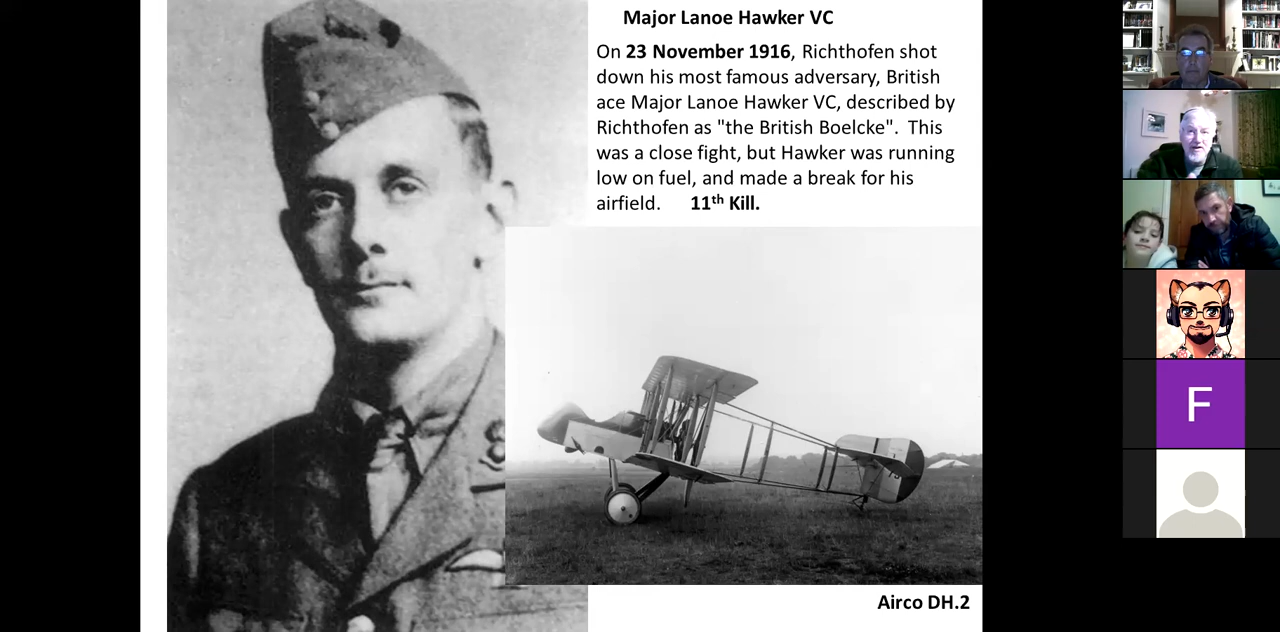 Major Lanoe Hawker VC
On 23 November 1916, Richthofen shot
down his most famous adversary, British
ace Major Lanoe Hawker VC, described by
Richthofen as "the British Boelcke". This
was a close fight, but Hawker was running
low on fuel, and made a break for his
airfield. 11th Kill.
Airco DH.2
F